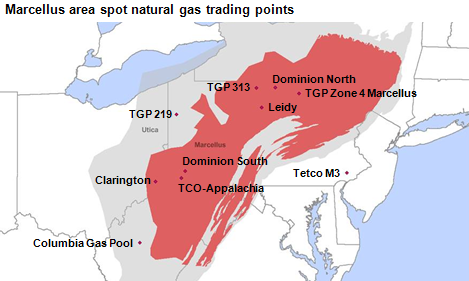 Marcellus area spot natural gas trading points
Dominion North
TGP 313
TGP Zone 4 Marcellus
Leidy
TGP 219
Utica
Marcellus
Dominion South
Tetco M3
Clarington
TCO-Appalachia
Columbia Gas Pool